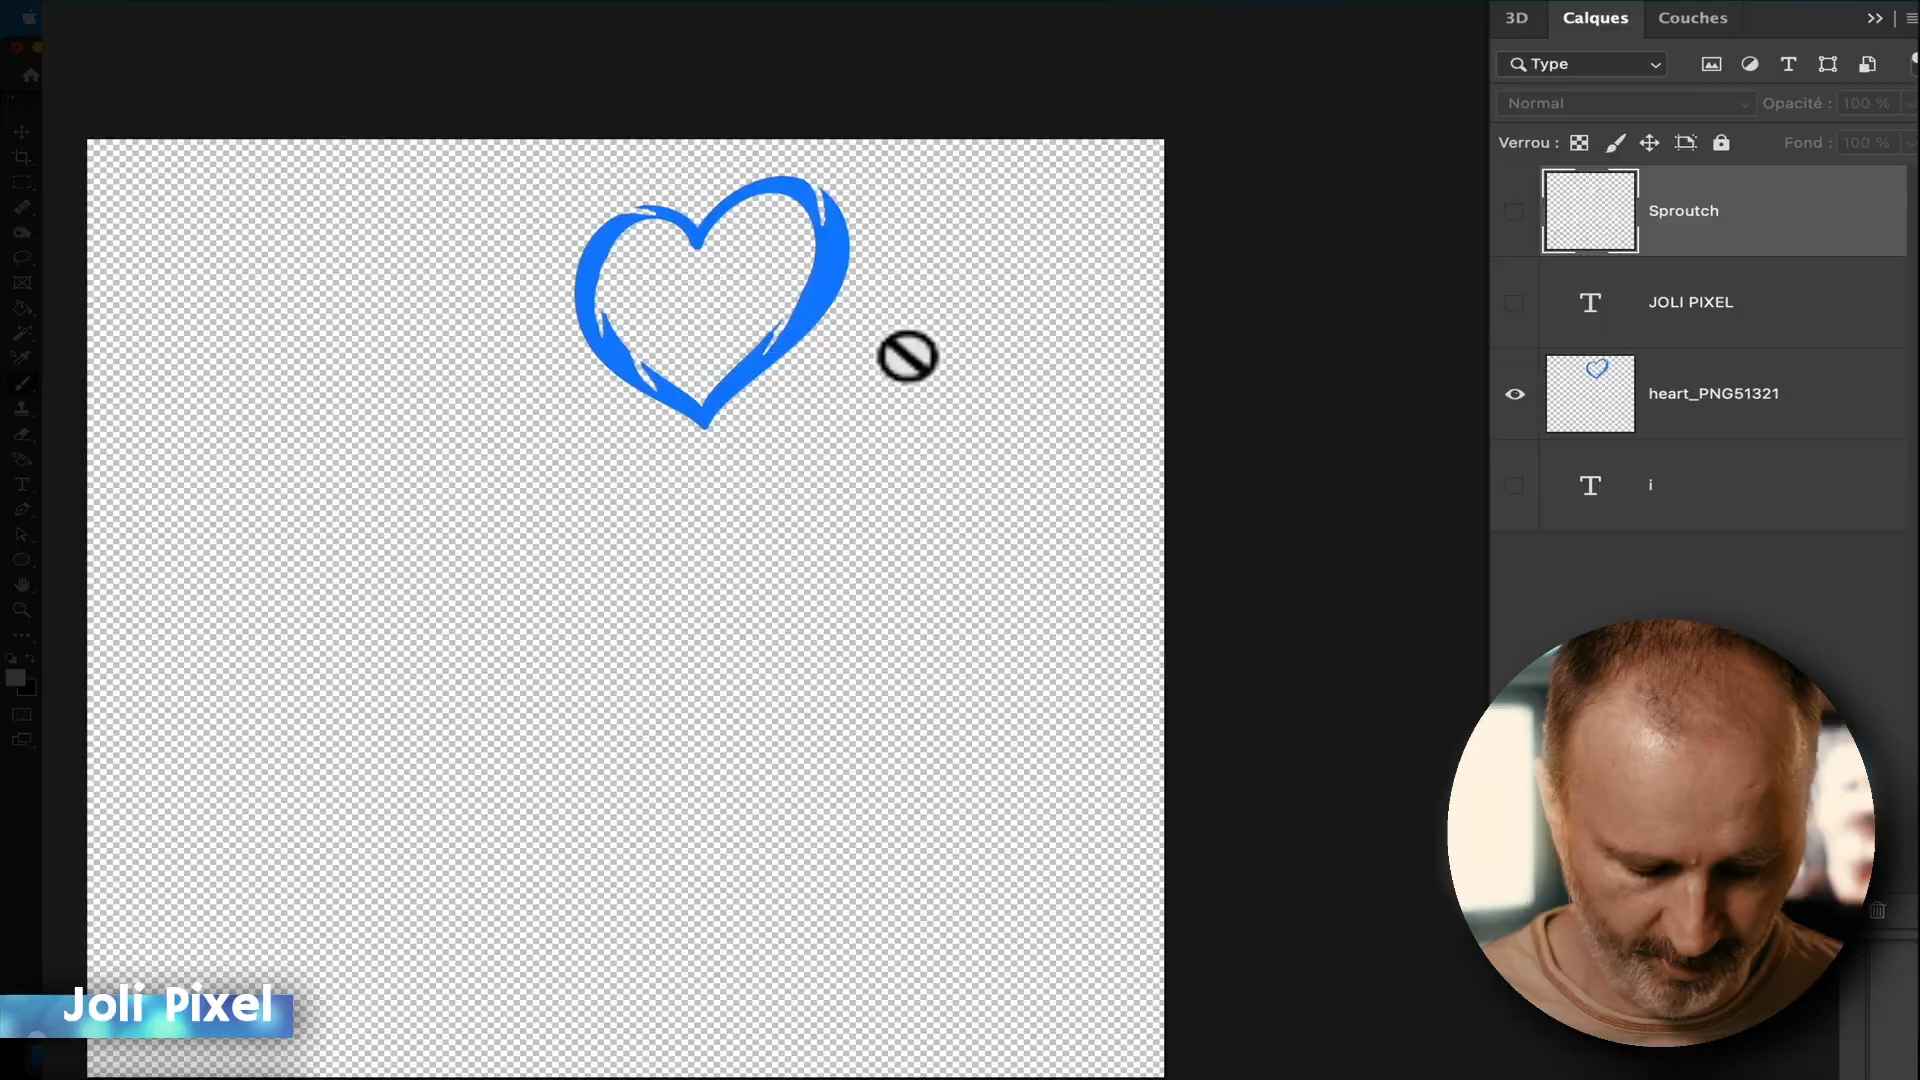 3D Calques Couches
Type
Normal Opacité : 100 %
Verrou : Fond : 100 %
Sproutch
JOLI PIXEL
heart_PNG51321
i
Joli Pixel